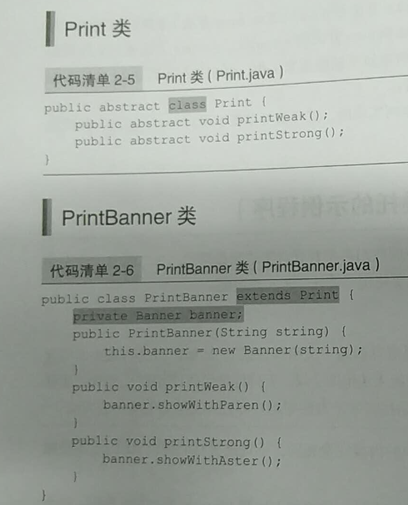 Print 类
代码清单 2-5 Print 类 ( Print.java )
public abstract class Print {
    public abstract void printWeak();
    public abstract void printStrong();
}
PrintBanner 类
代码清单 2-6 PrintBanner 类 ( PrintBanner.java )
public class PrintBanner extends Print {
    private Banner banner;
    public PrintBanner(String string) {
        this.banner = new Banner(string);
    }
    public void printWeak() {
        banner.showWithParen();
    }
    public void printStrong() {
        banner.showWithAster();
    }
}